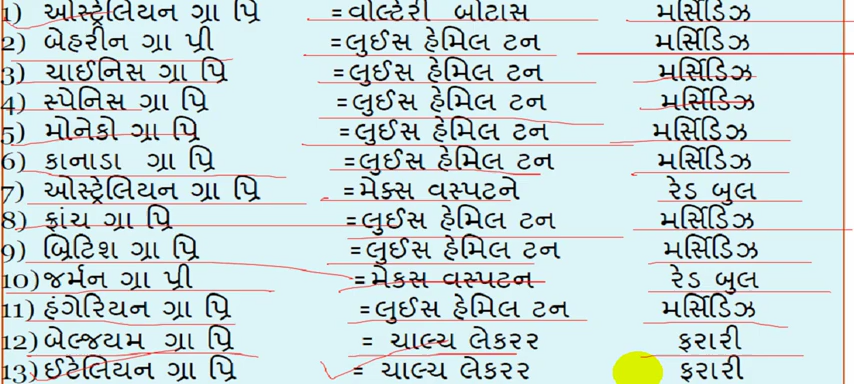 1) ઓસ્ટ્રેલિયન ગ્રા પ્રિ =વોલ્ટેરી બોટાસ મર્સિડિઝ
2) બેહરીન ગ્રા પ્રી =લુઈસ હેમિલ ટન મર્સિડિઝ
3) ચાઈનિસ ગ્રા પ્રિ =લુઈસ હેમિલ ટન મર્સિડિઝ
4) સ્પેનિસ ગ્રા પ્રિ =લુઈસ હેમિલ ટન મર્સિડિઝ
5) મોનેકો ગ્રા પ્રિ =લુઈસ હેમિલ ટન મર્સિડિઝ
6) કાનાડા ગ્રા પ્રિ =લુઈસ હેમિલ ટન મર્સિડિઝ
7) ઓસ્ટ્રેલિયન ગ્રા પ્રિ =મેક્સ વસ્પટને રેડ બુલ
8) ફ્રાંચ ગ્રા પ્રિ =લુઈસ હેમિલ ટન મર્સિડિઝ
9) બ્રિટિશ ગ્રા પ્રિ =લુઈસ હેમિલ ટન મર્સિડિઝ
10)જર્મન ગ્રા પ્રી =મેકસ વસ્પટન રેડ બુલ
11) હંગેરિયન ગ્રા પ્રિ =લુઈસ હેમિલ ટન મર્સિડિઝ
12) બેલ્જયમ ગ્રા પ્રિ = ચાલ્ચ લેકરર ફરારી
13) ઈટેલિયન ગ્રા પ્રિ = ચાલ્ચ લેકરર ફરારી